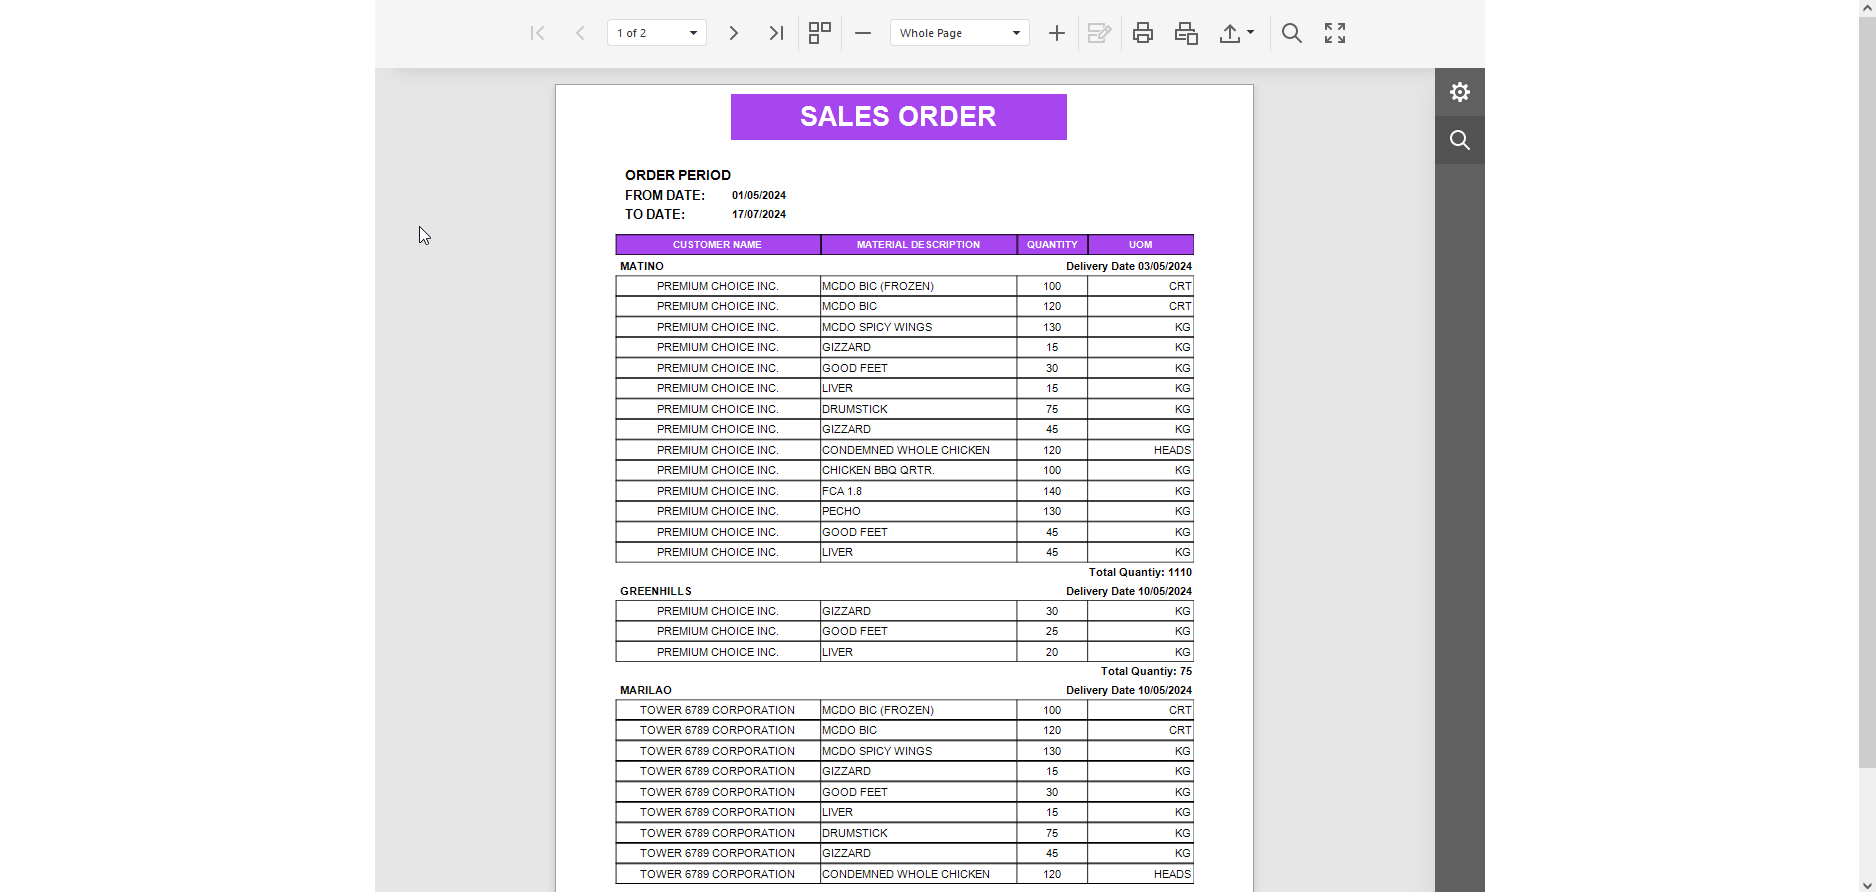 1 of 2
Whole Page
SALES ORDER
ORDER PERIOD
FROM DATE: 01/05/2024
TO DATE: 17/07/2024
CUSTOMER NAME MATERIAL DESCRIPTION QUANTITY UOM
MATINO Delivery Date 03/05/2024
PREMIUM CHOICE INC. MCDO BIC (FROZEN) 100 CRT
PREMIUM CHOICE INC. MCDO BIC 120 CRT
PREMIUM CHOICE INC. MCDO SPICY WINGS 130 KG
PREMIUM CHOICE INC. GIZZARD 15 KG
PREMIUM CHOICE INC. GOOD FEET 30 KG
PREMIUM CHOICE INC. LIVER 15 KG
PREMIUM CHOICE INC. DRUMSTICK 75 KG
PREMIUM CHOICE INC. GIZZARD 45 KG
PREMIUM CHOICE INC. CONDEMNED WHOLE CHICKEN 120 HEADS
PREMIUM CHOICE INC. CHICKEN BBQ QRTR. 100 KG
PREMIUM CHOICE INC. FCA 1.8 140 KG
PREMIUM CHOICE INC. PECHO 130 KG
PREMIUM CHOICE INC. GOOD FEET 45 KG
PREMIUM CHOICE INC. LIVER 45 KG
Total Quantiy: 1110
GREENHILLS Delivery Date 10/05/2024
PREMIUM CHOICE INC. GIZZARD 30 KG
PREMIUM CHOICE INC. GOOD FEET 25 KG
PREMIUM CHOICE INC. LIVER 20 KG
Total Quantiy: 75
MARILAO Delivery Date 10/05/2024
TOWER 6789 CORPORATION MCDO BIC (FROZEN) 100 CRT
TOWER 6789 CORPORATION MCDO BIC 120 CRT
TOWER 6789 CORPORATION MCDO SPICY WINGS 130 KG
TOWER 6789 CORPORATION GIZZARD 15 KG
TOWER 6789 CORPORATION GOOD FEET 30 KG
TOWER 6789 CORPORATION LIVER 15 KG
TOWER 6789 CORPORATION DRUMSTICK 75 KG
TOWER 6789 CORPORATION GIZZARD 45 KG
TOWER 6789 CORPORATION CONDEMNED WHOLE CHICKEN 120 HEADS